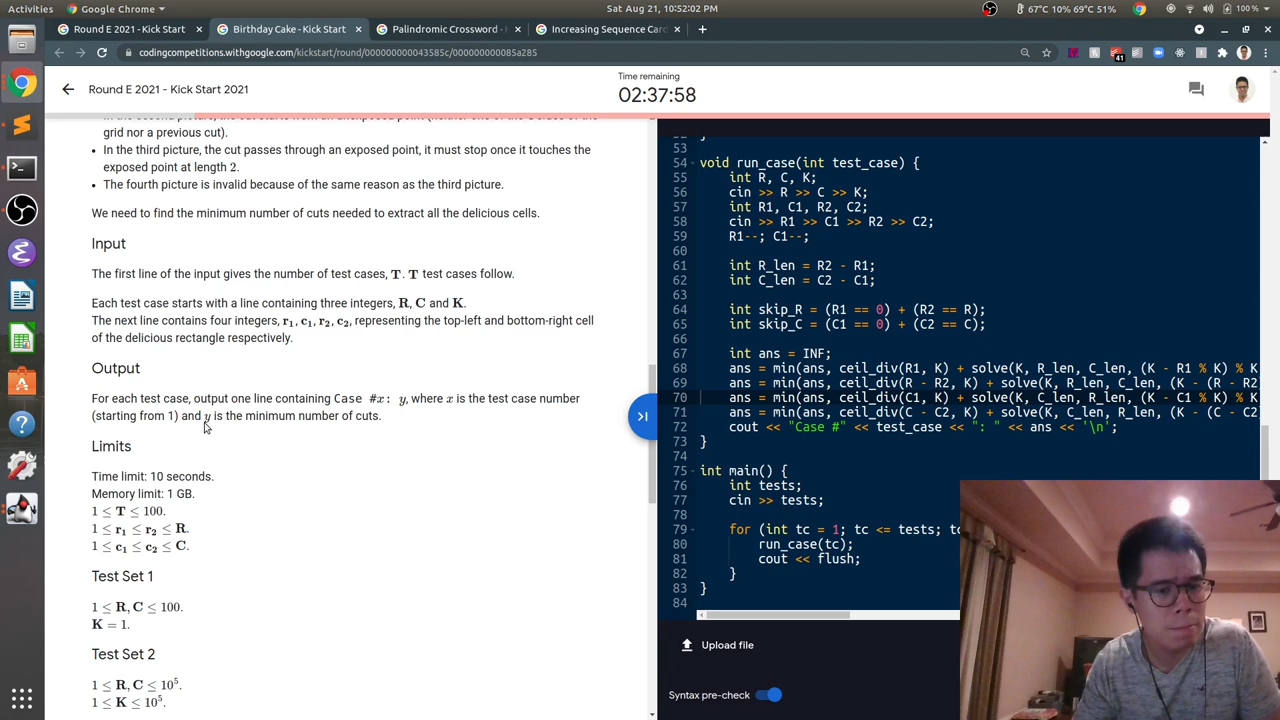 Activities
Google Chrome
Sat Aug 21, 10:52:02 PM
67°C 10% 69°C 51%
100 %
Round E 2021 - Kick Start
Birthday Cake - Kick Start
Palindromic Crossword -
Increasing Sequence Card
codingcompetitions.withgoogle.com/kickstart/round/000000000043585c/000000000085a285
41
Round E 2021 - Kick Start 2021
Time remaining
02:37:58
grid nor a previous cut).
• In the third picture, the cut passes through an exposed point, it must stop once it touches the
exposed point at length 2.
• The fourth picture is invalid because of the same reason as the third picture.
We need to find the minimum number of cuts needed to extract all the delicious cells.
Input
The first line of the input gives the number of test cases, T. T test cases follow.
Each test case starts with a line containing three integers, R, C and K.
The next line contains four integers, r1, c1, r2, c2, representing the top-left and bottom-right cell
of the delicious rectangle respectively.
Output
For each test case, output one line containing Case #x: y, where x is the test case number
(starting from 1) and y is the minimum number of cuts.
Limits
Time limit: 10 seconds.
Memory limit: 1 GB.
1 ≤ T ≤ 100.
1 ≤ r1 ≤ r2 ≤ R.
1 ≤ c1 ≤ c2 ≤ C.
Test Set 1
1 ≤ R, C ≤ 100.
K = 1.
Test Set 2
1 ≤ R, C ≤ 10^5.
1 ≤ K ≤ 10^5.
53
54 void run_case(int test_case) {
55 int R, C, K;
56 cin >> R >> C >> K;
57 int R1, C1, R2, C2;
58 cin >> R1 >> C1 >> R2 >> C2;
59 R1--; C1--;
60
61 int R_len = R2 - R1;
62 int C_len = C2 - C1;
63
64 int skip_R = (R1 == 0) + (R2 == R);
65 int skip_C = (C1 == 0) + (C2 == C);
66
67 int ans = INF;
68 ans = min(ans, ceil_div(R1, K) + solve(K, R_len, C_len, (K - R1 % K) % K
69 ans = min(ans, ceil_div(R - R2, K) + solve(K, R_len, C_len, (K - (R - R2
70 ans = min(ans, ceil_div(C1, K) + solve(K, C_len, R_len, (K - C1 % K) % K
71 ans = min(ans, ceil_div(C - C2, K) + solve(K, C_len, R_len, (K - (C - C2
72 cout << "Case #" << test_case << ": " << ans << '\n';
73 }
74
75 int main() {
76 int tests;
77 cin >> tests;
78
79 for (int tc = 1; tc <= tests; tc
80 run_case(tc);
81 cout << flush;
82 }
83 }
84
Upload file
Syntax pre-check